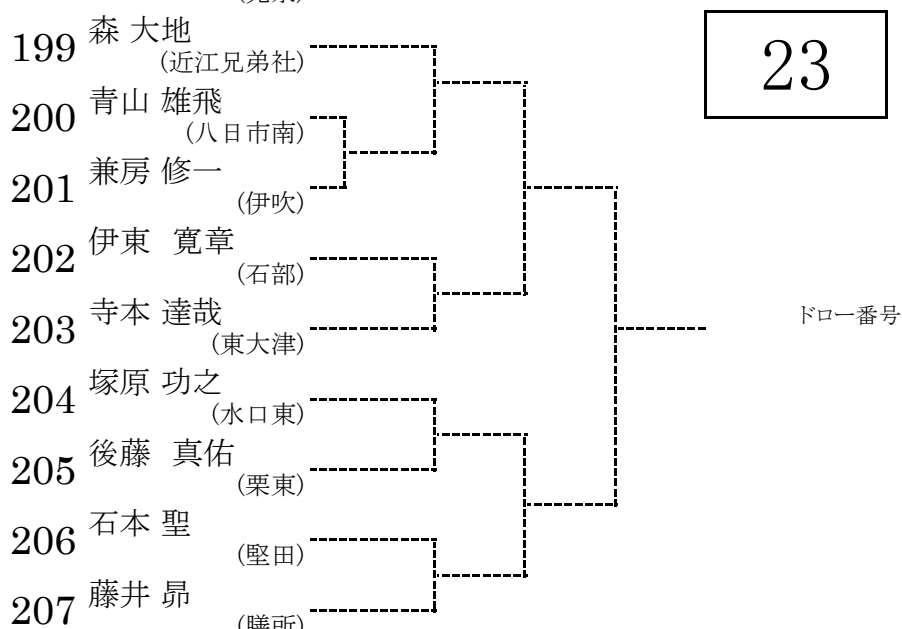 199 森 大地
(近江兄弟社)
23
200 青山 雄飛
(八日市南)
201 兼房 修一
(伊吹)
202 伊東 寛章
(石部)
203 寺本 達哉
(東大津)
ドロー番号
204 塚原 功之
(水口東)
205 後藤 真佑
(栗東)
206 石本 聖
(堅田)
207 藤井 昴
(膳所)